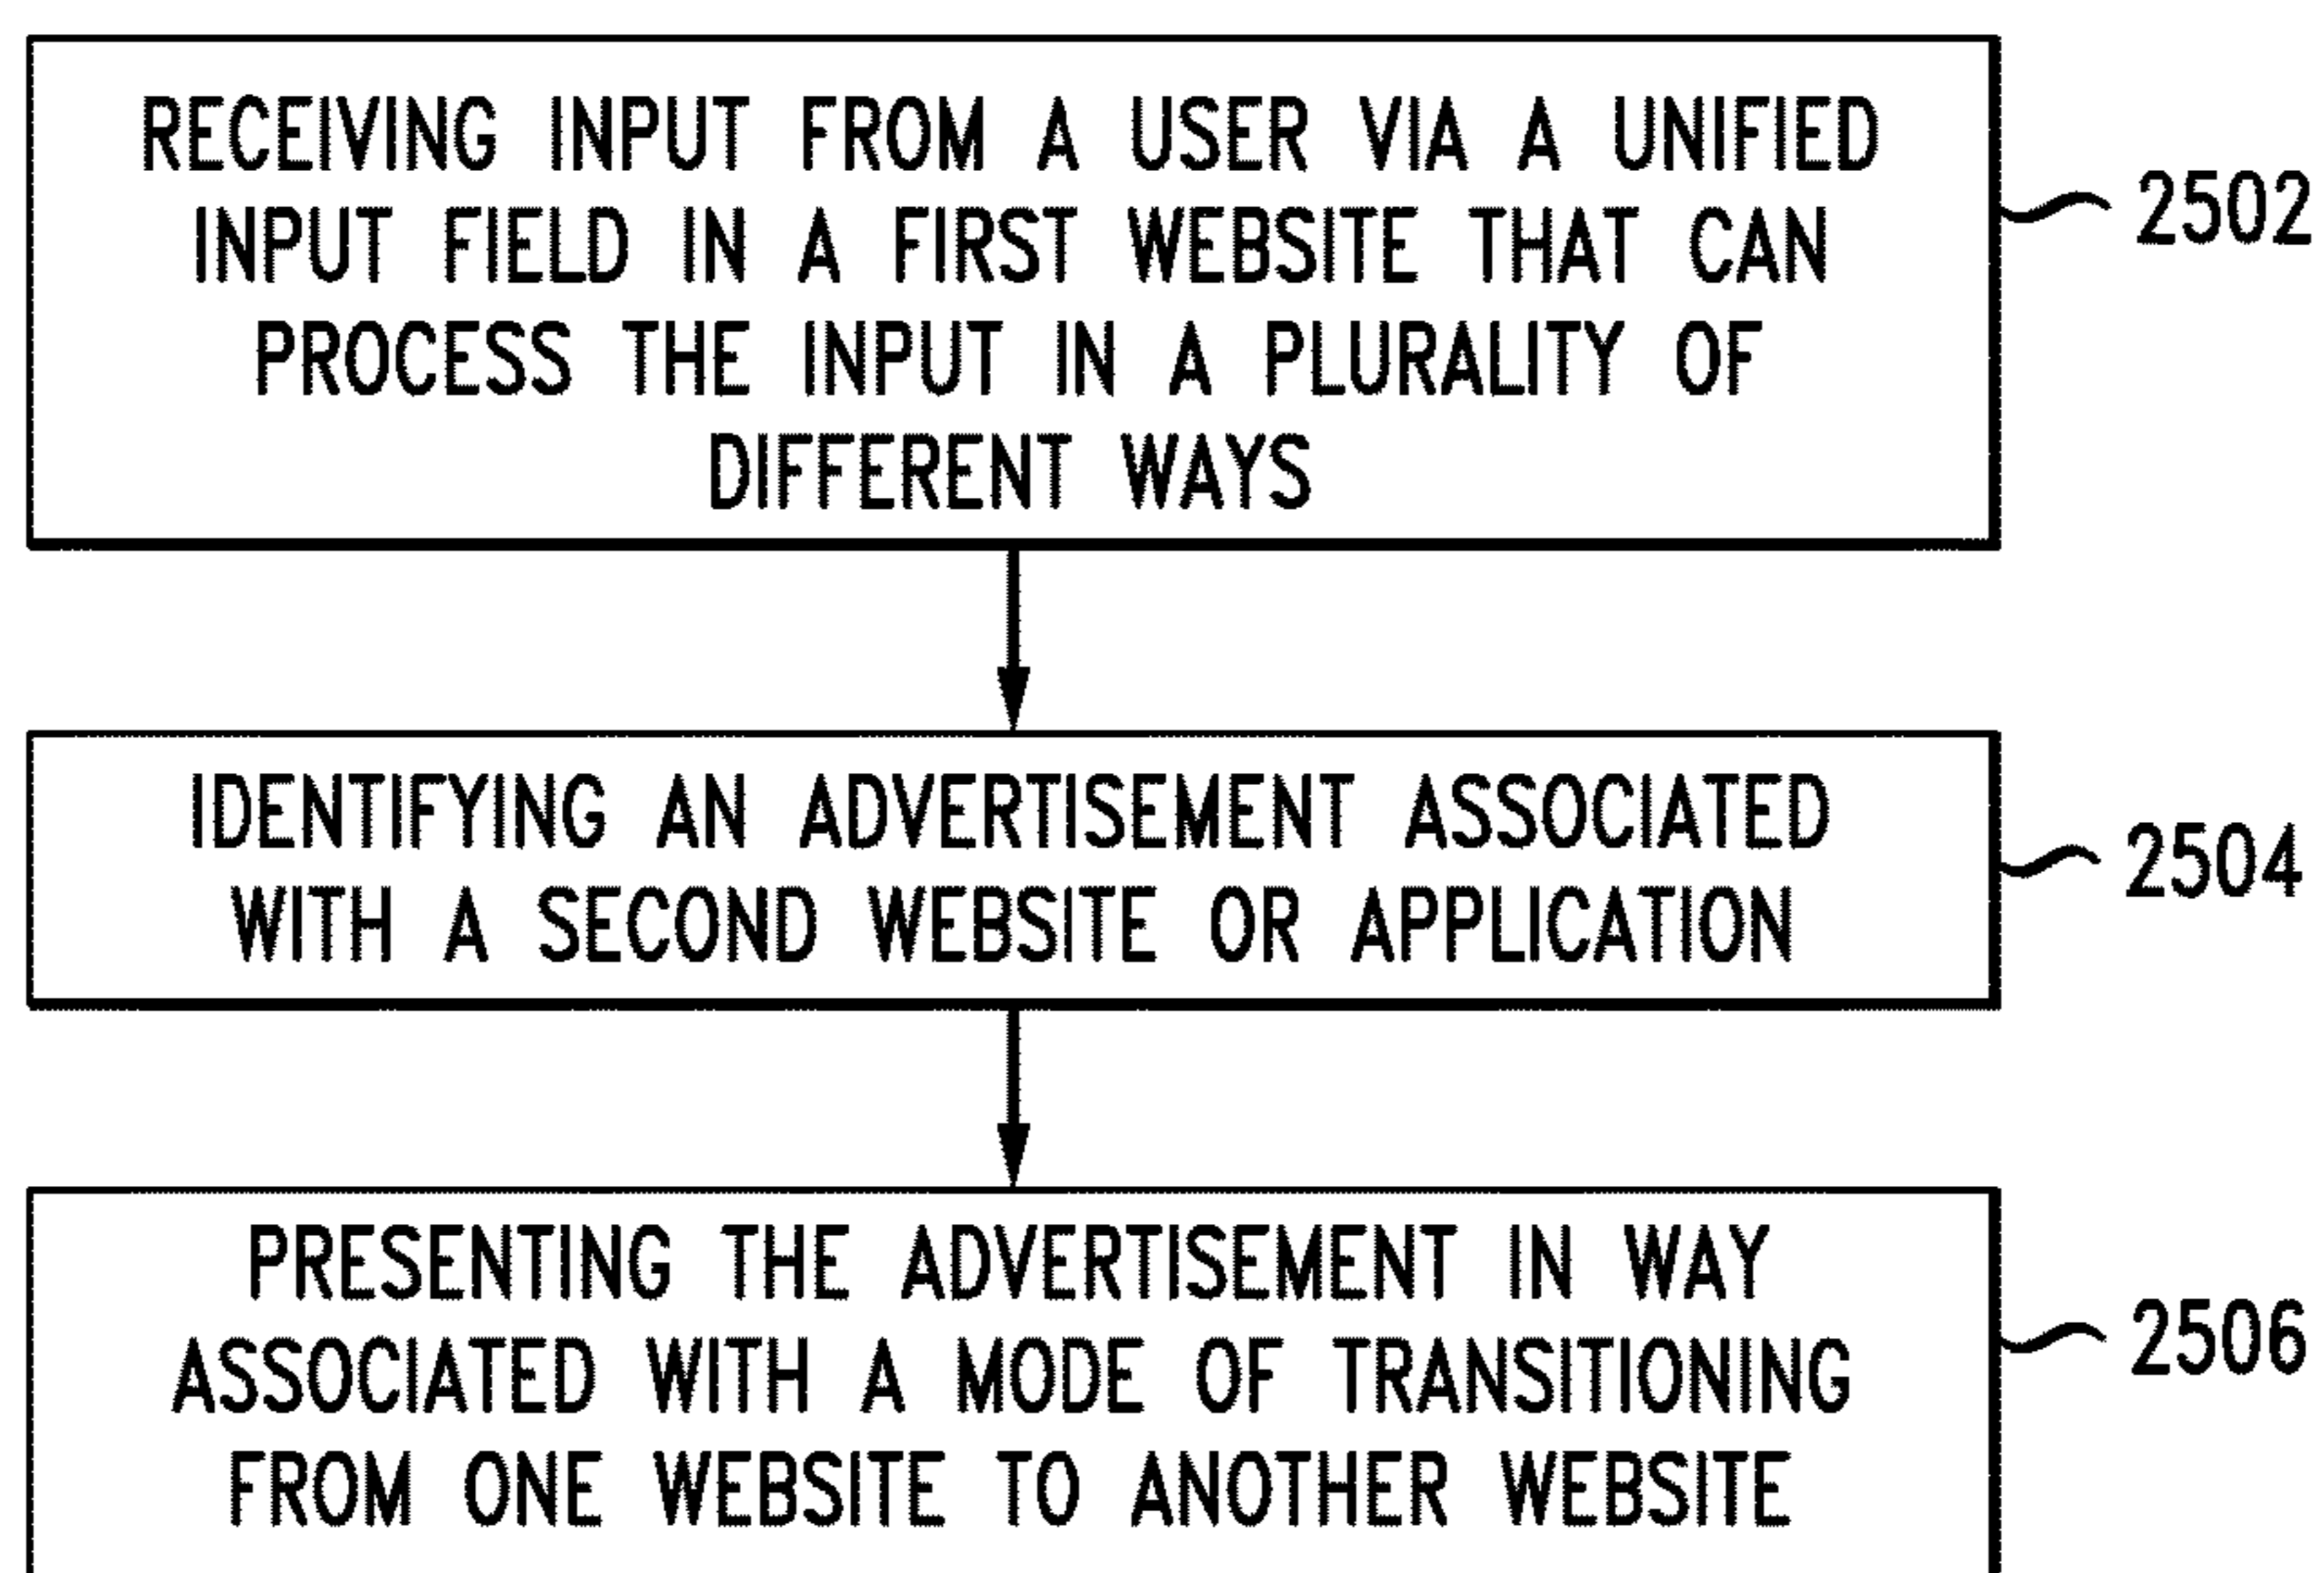 RECEIVING INPUT FROM A USER VIA A UNIFIED
INPUT FIELD IN A FIRST WEBSITE THAT CAN
PROCESS THE INPUT IN A PLURALITY OF
DIFFERENT WAYS
2502
IDENTIFYING AN ADVERTISEMENT ASSOCIATED
WITH A SECOND WEBSITE OR APPLICATION
2504
PRESENTING THE ADVERTISEMENT IN WAY
ASSOCIATED WITH A MODE OF TRANSITIONING
FROM ONE WEBSITE TO ANOTHER WEBSITE
2506